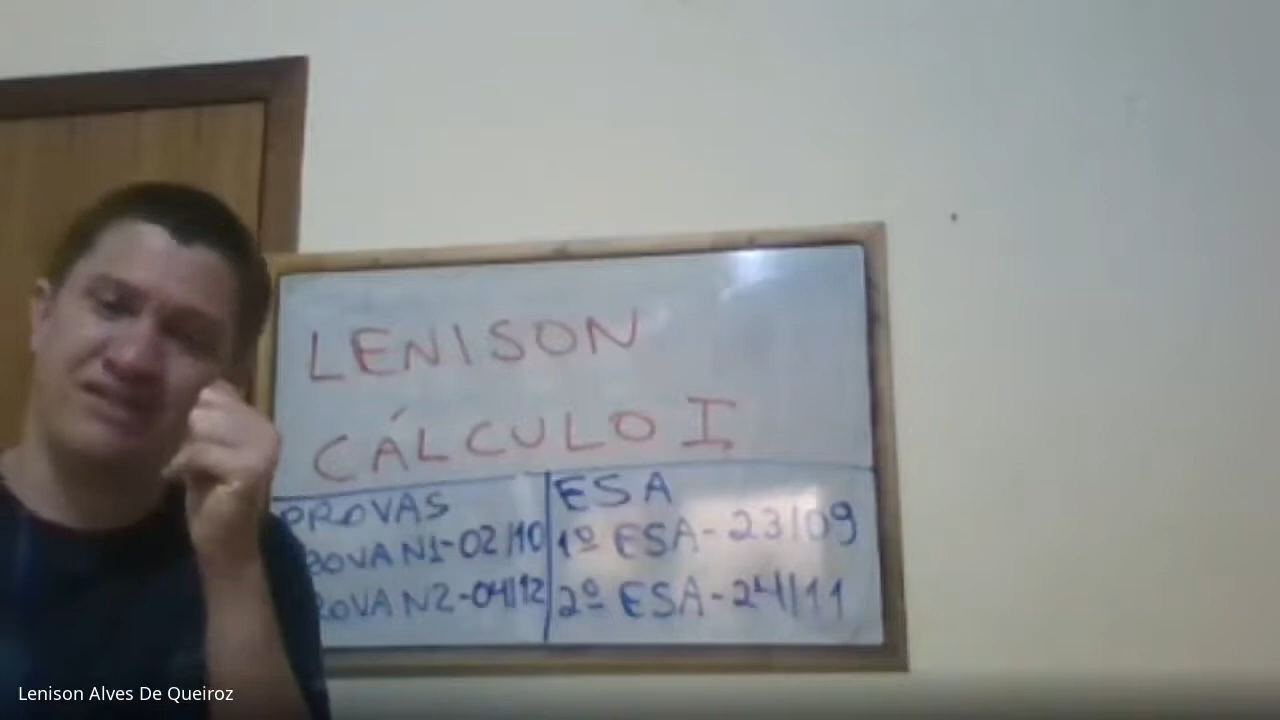 LENISON
CÁLCULO I
PROVAS
ROVA N1-02/10
ROVA N2-04/12
ESA
1º ESA-23/09
2º ESA-24/11
Lenison Alves De Queiroz